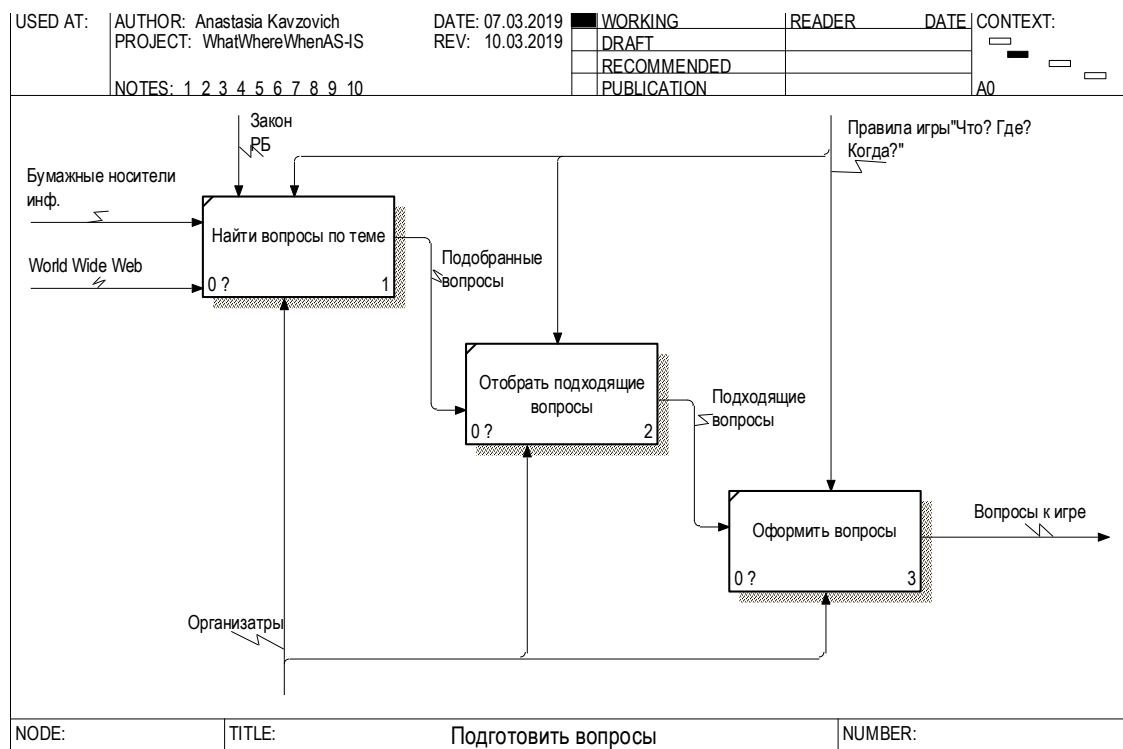 USED AT:
AUTHOR: Anastasia Kavzovich
DATE: 07.03.2019
WORKING
READER
DATE
CONTEXT:
PROJECT: WhatWhereWhenAS-IS
REV: 10.03.2019
DRAFT
RECOMMENDED
NOTES: 1 2 3 4 5 6 7 8 9 10
PUBLICATION
A0
Закон
РБ
Правила игры"Что? Где?
Когда?"
Бумажные носители
инф.
World Wide Web
Найти вопросы по теме
0 ?
1
Подобранные
вопросы
Отобрать подходящие
вопросы
0 ?
2
Подходящие
вопросы
Оформить вопросы
0 ?
3
Вопросы к игре
Организатры
NODE:
TITLE:
Подготовить вопросы
NUMBER: